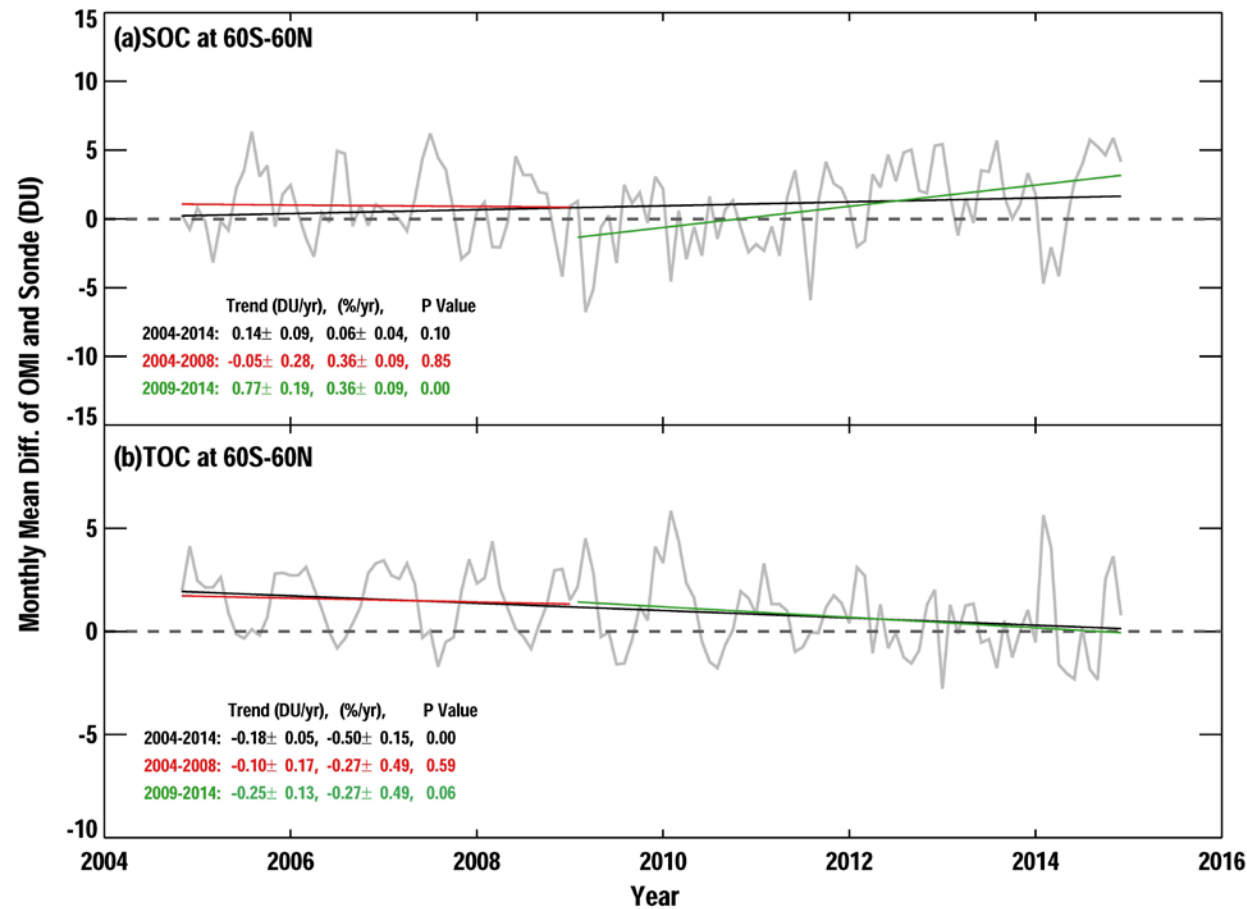 15
(a)SOC at 60S-60N
10
5
0
-5
Trend (DU/yr), (%/yr), P Value
2004-2014: 0.14± 0.09, 0.06± 0.04, 0.10
-10
2004-2008: -0.05± 0.28, 0.36± 0.09, 0.85
2009-2014: 0.77± 0.19, 0.36± 0.09, 0.00
-15
Monthly Mean Diff. of OMI and Sonde (DU)
(b)TOC at 60S-60N
5
0
Trend (DU/yr), (%/yr), P Value
-5
2004-2014: -0.18± 0.05, -0.50± 0.15, 0.00
2004-2008: -0.10± 0.17, -0.27± 0.49, 0.59
2009-2014: -0.25± 0.13, -0.27± 0.49, 0.06
-10
2004 2006 2008 2010 2012 2014 2016
Year